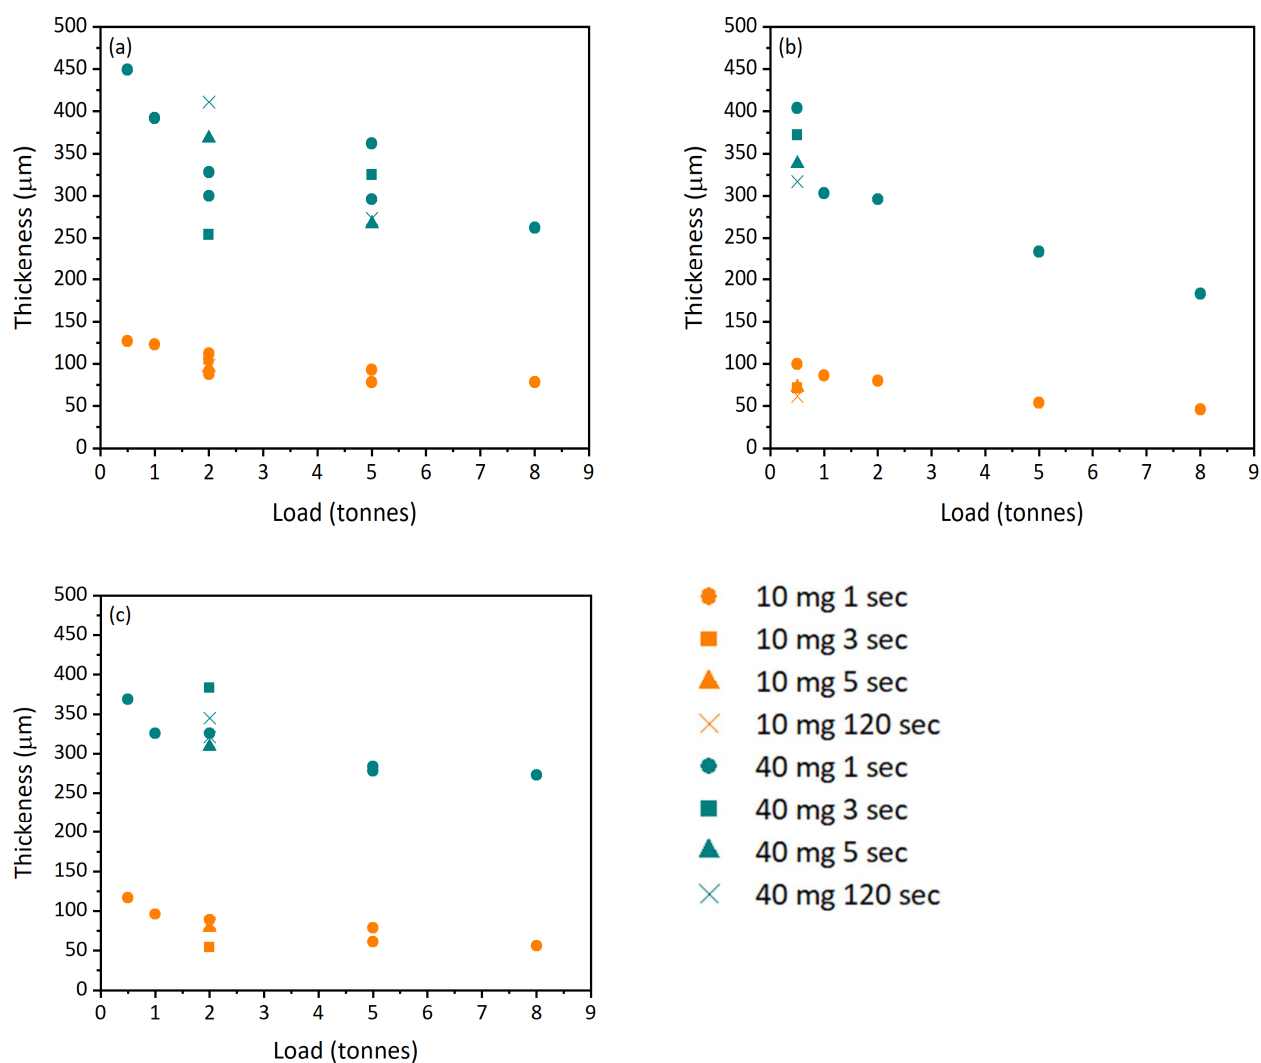 (a)
500
450
400
350
300
250
200
150
100
50
0
0 1 2 3 4 5 6 7 8 9
Thickeness (μm)
Load (tonnes)
(b)
500
450
400
350
300
250
200
150
100
50
0
0 1 2 3 4 5 6 7 8 9
Thickeness (μm)
Load (tonnes)
(c)
500
450
400
350
300
250
200
150
100
50
0
0 1 2 3 4 5 6 7 8 9
Thickeness (μm)
Load (tonnes)
10 mg 1 sec
10 mg 3 sec
10 mg 5 sec
10 mg 120 sec
40 mg 1 sec
40 mg 3 sec
40 mg 5 sec
40 mg 120 sec